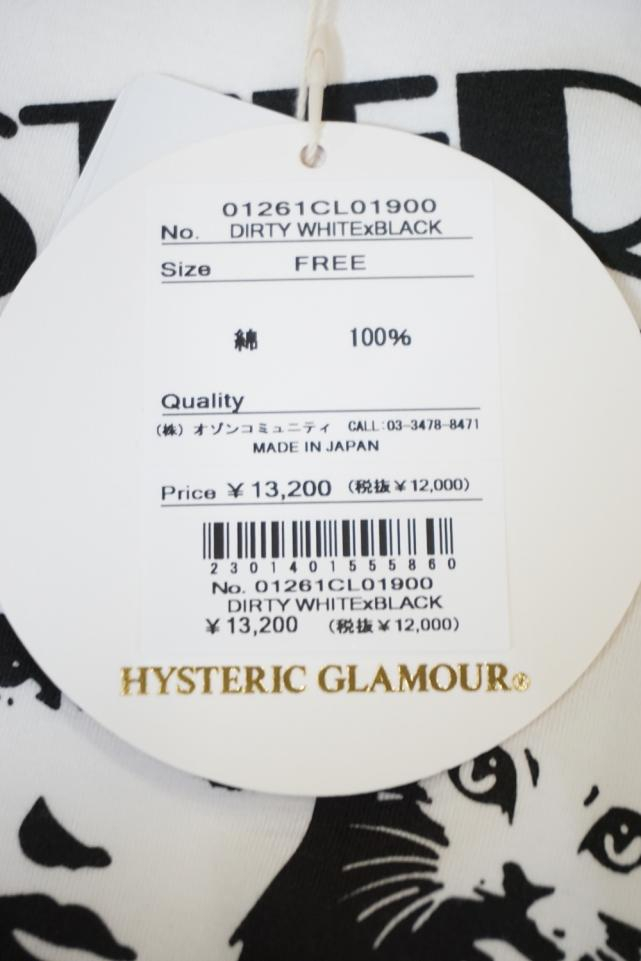 STER
01261CL01900
No. DIRTY WHITExBLACK
Size FREE
綿 100%
Quality
（株）オゾンコミュニティ CALL:03-3478-8471
MADE IN JAPAN
Price ¥13,200 （税抜¥12,000）
2301401555860
No. 01261CL01900
DIRTY WHITExBLACK
¥13,200 （税抜¥12,000）
HYSTERIC GLAMOUR®